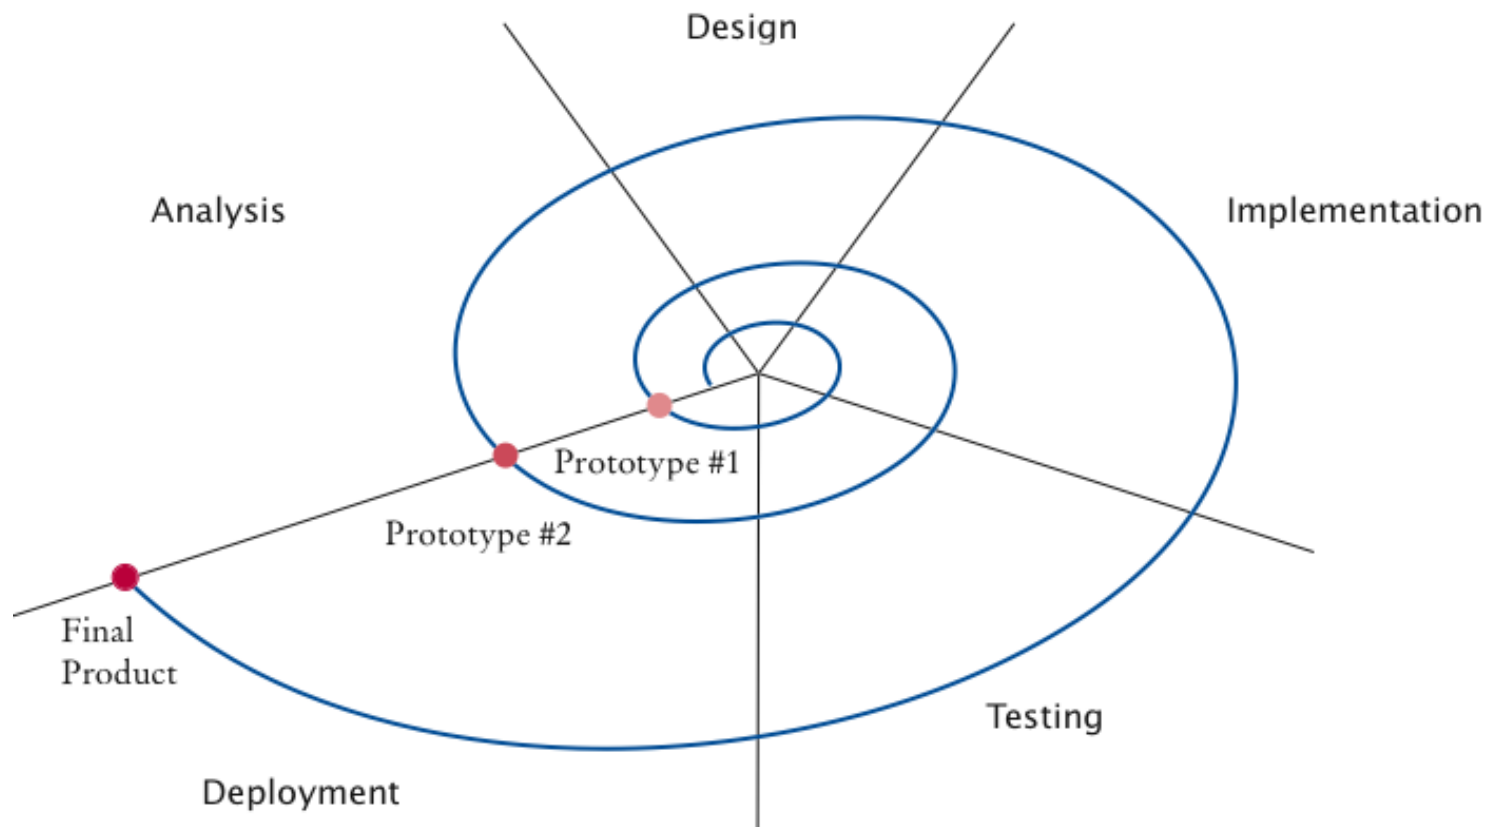 Design
Analysis
Implementation
Prototype #1
Prototype #2
Final
Product
Testing
Deployment